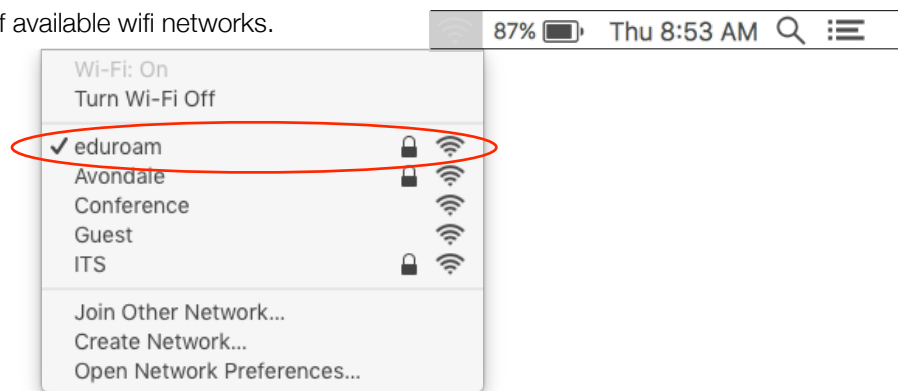 f available wifi networks.
87% Thu 8:53 AM
Wi-Fi: On
Turn Wi-Fi Off
✓ eduroam
Avondale
Conference
Guest
ITS
Join Other Network...
Create Network...
Open Network Preferences...